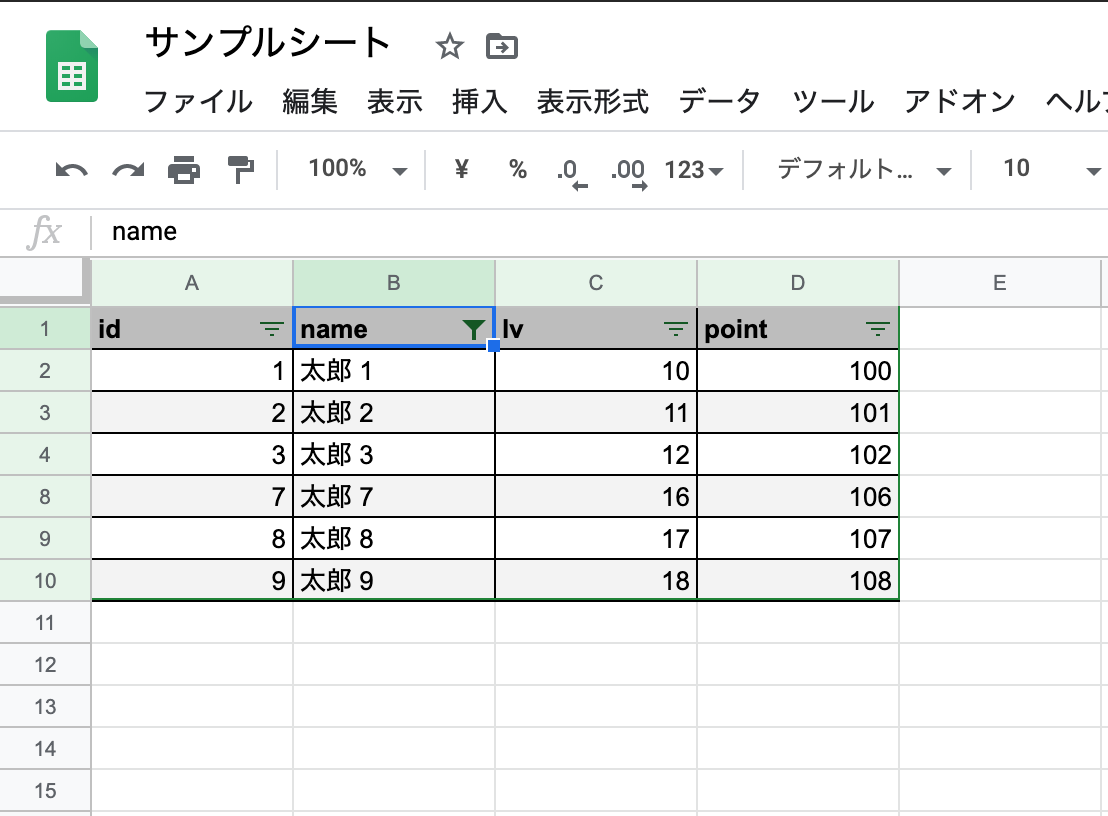 サンプルシート
ファイル 編集 表示 挿入 表示形式 データ ツール アドオン ヘル
100% ¥ % .0 .00 123 デフォルト... 10
fx name
A B C D E
1 id name lv point
2 1 太郎 1 10 100
3 2 太郎 2 11 101
4 3 太郎 3 12 102
8 7 太郎 7 16 106
9 8 太郎 8 17 107
10 9 太郎 9 18 108
11
12
13
14
15